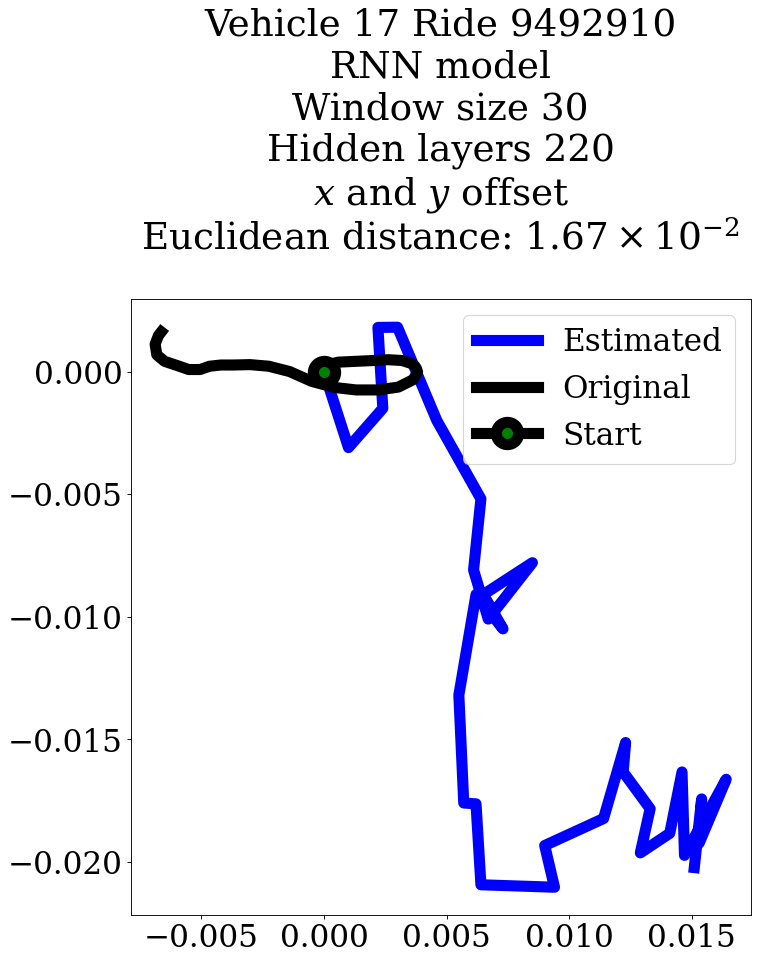 Vehicle 17 Ride 9492910
RNN model
Window size 30
Hidden layers 220
x and y offset
Euclidean distance: 1.67 × 10⁻²
Estimated
Original
Start
0.000
−0.005
−0.010
−0.015
−0.020
−0.005 0.000 0.005 0.010 0.015